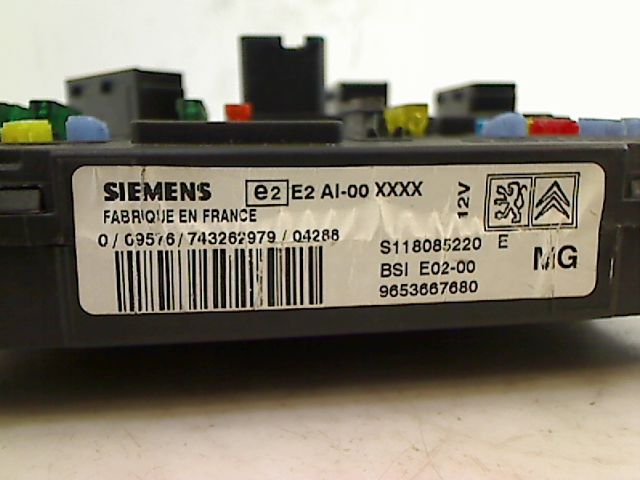 SIEMENS e2 E2 AI-00 XXXX
FABRIQUE EN FRANCE
0/09576/743262979/04288
12V
S118085220 E
BSI E02-00
9653667680
MG